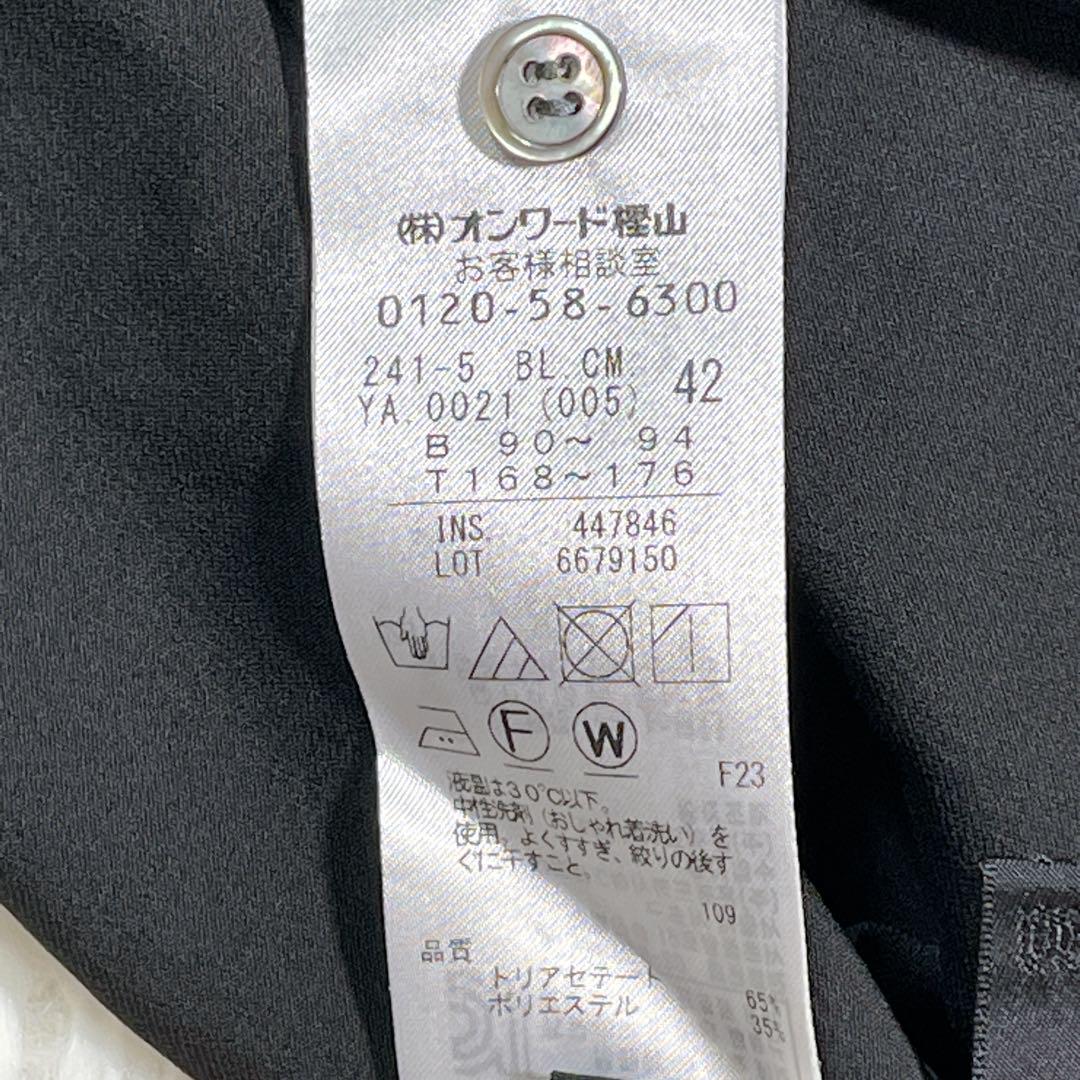 (株)オンワード樫山
お客様相談室
0120-58-6300
241-5 BL.CM. 42
YA.0021 (005)
B 90～ 94
T168～176
INS 447846
LOT 6679150
F W
F23
液温は30℃以下。
中性洗剤(おしゃれ着洗い)を
使用。よくすすぎ、絞りの後す
ぐに干すこと。
109
品質
トリアセテート 65%
ポリエステル 35%